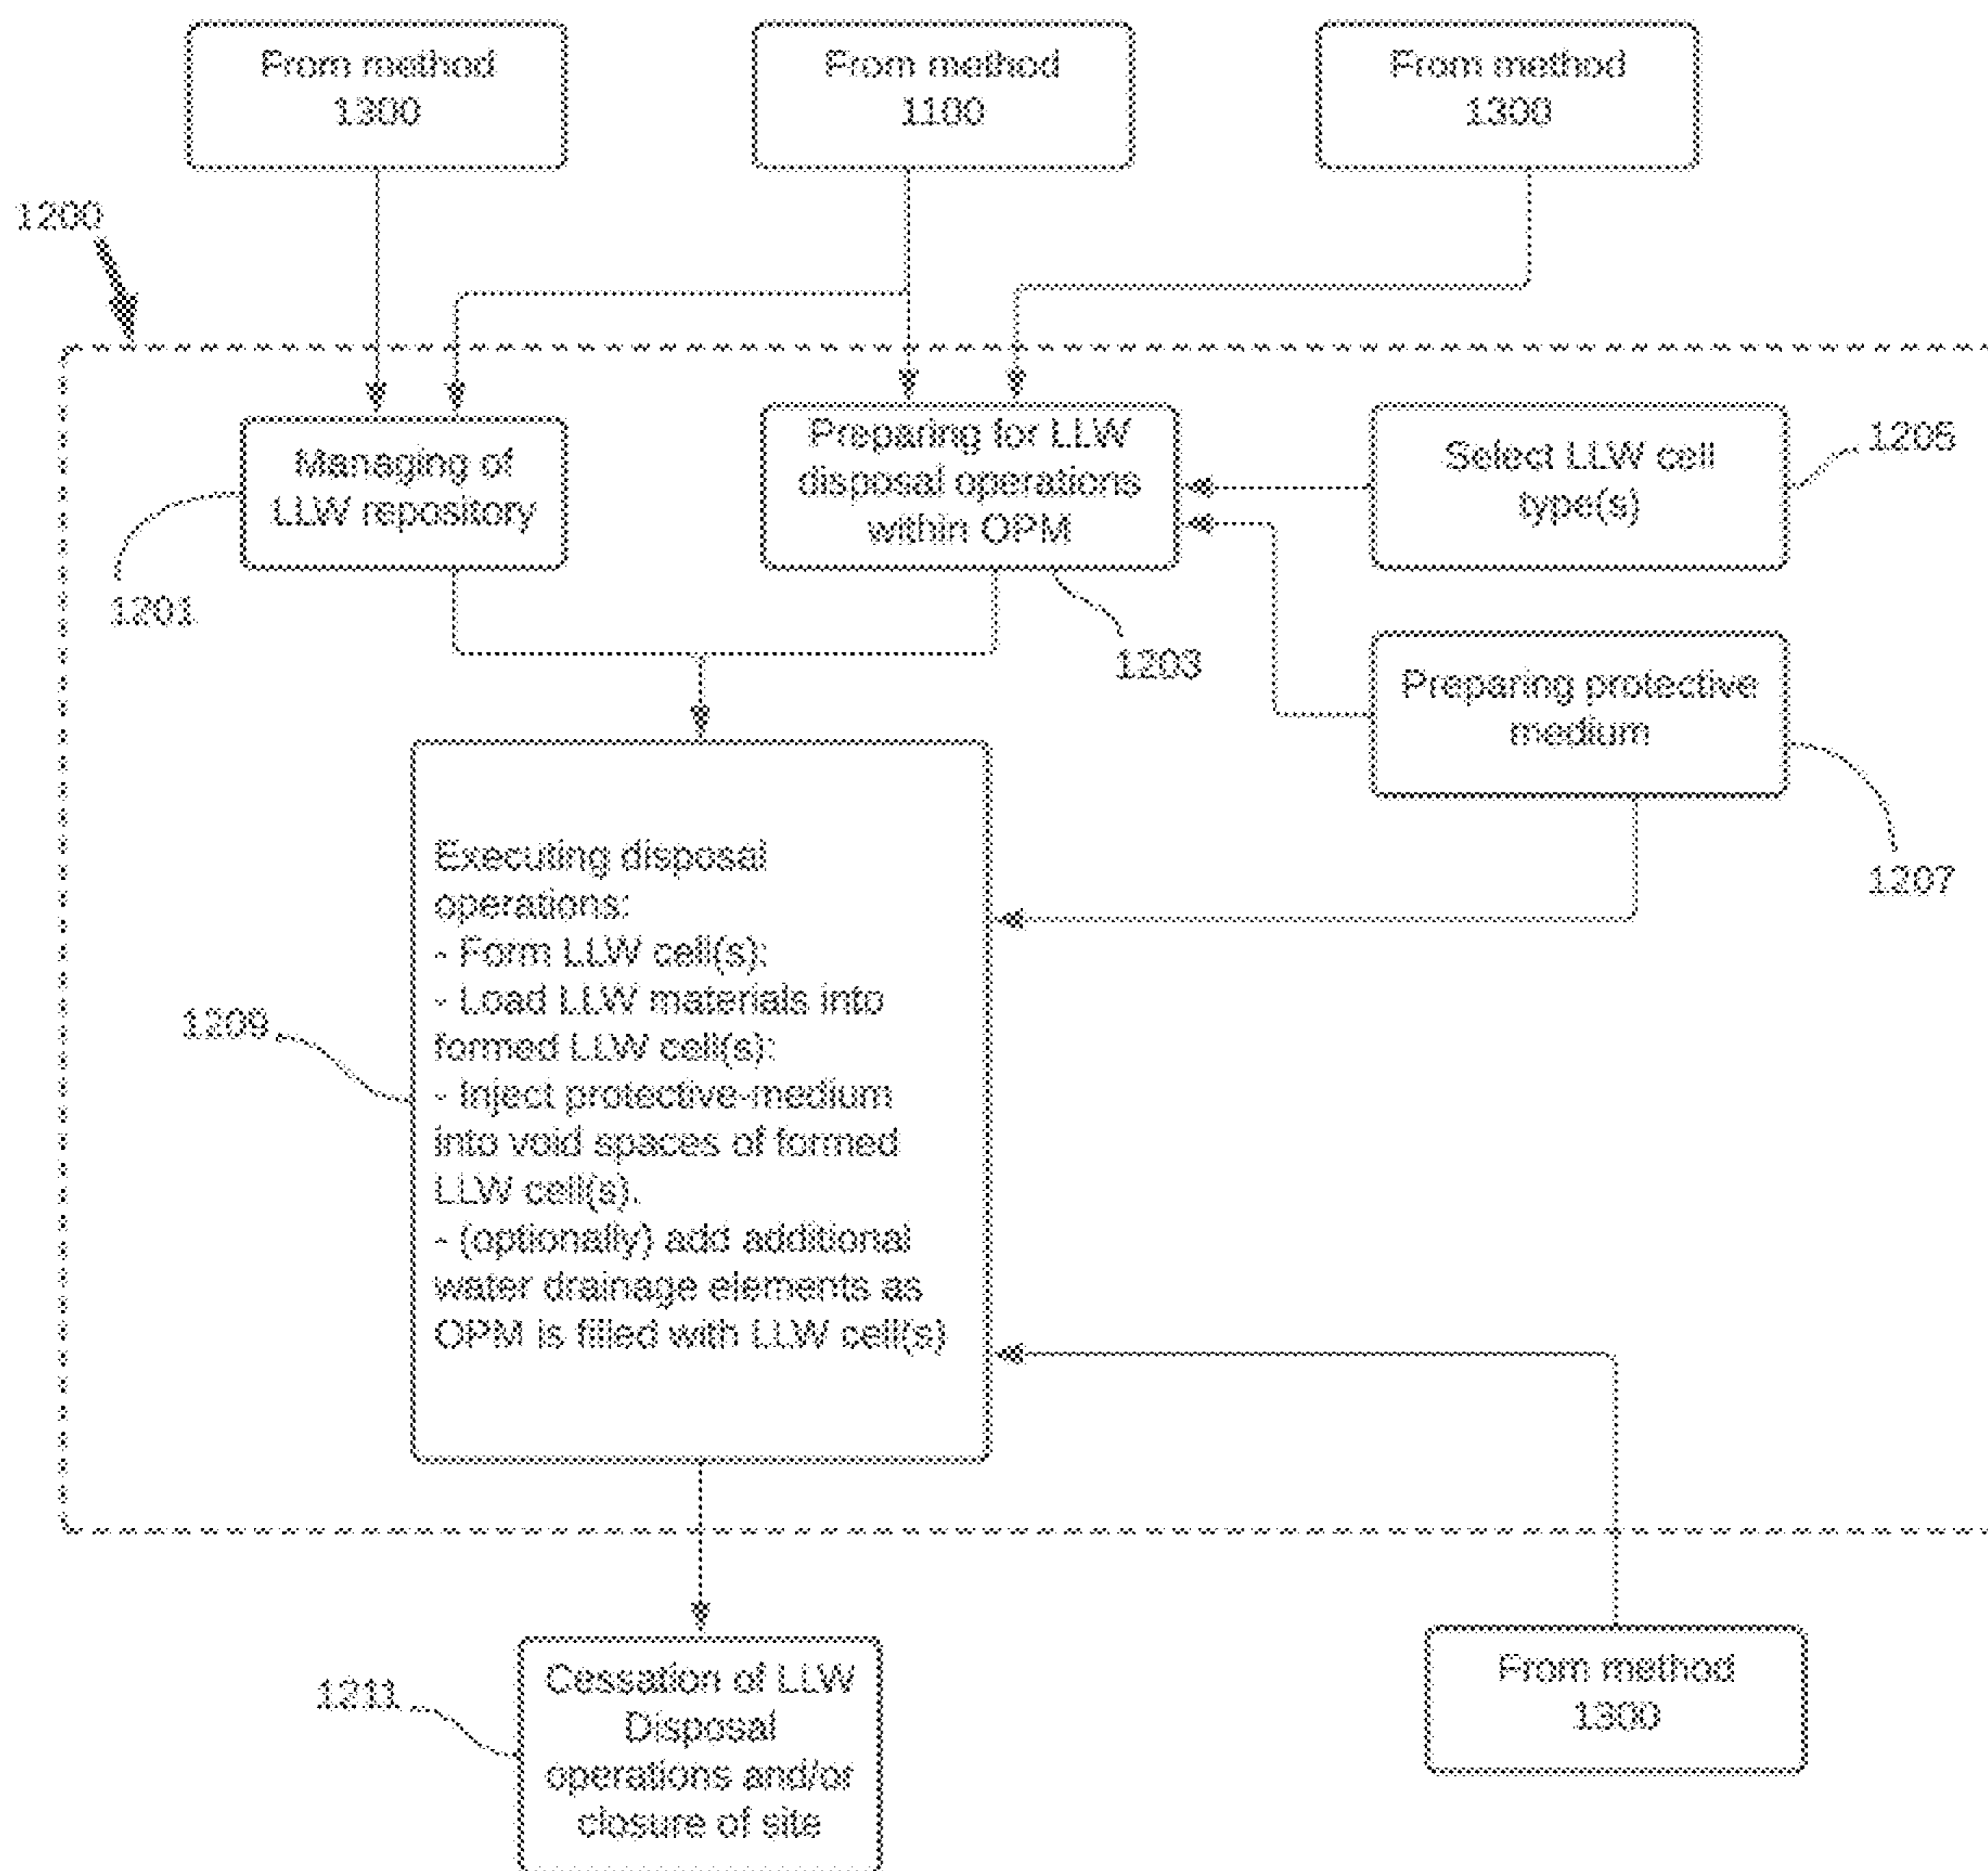 From method
1300
From method
1100
From method
1300
1200
Managing of
LLW repository
1201
Preparing for LLW
disposal operations
within OPM
1203
Select LLW cell
type(s)
1205
Preparing protective
medium
1207
Executing disposal
operations:
- Form LLW cell(s);
- Load LLW materials into
formed LLW cell(s);
- Inject protective-medium
into void spaces of formed
LLW cell(s).
- (optionally) add additional
water drainage elements as
OPM is filled with LLW cell(s)
1209
Cessation of LLW
Disposal
operations and/or
closure of site
1211
From method
1300